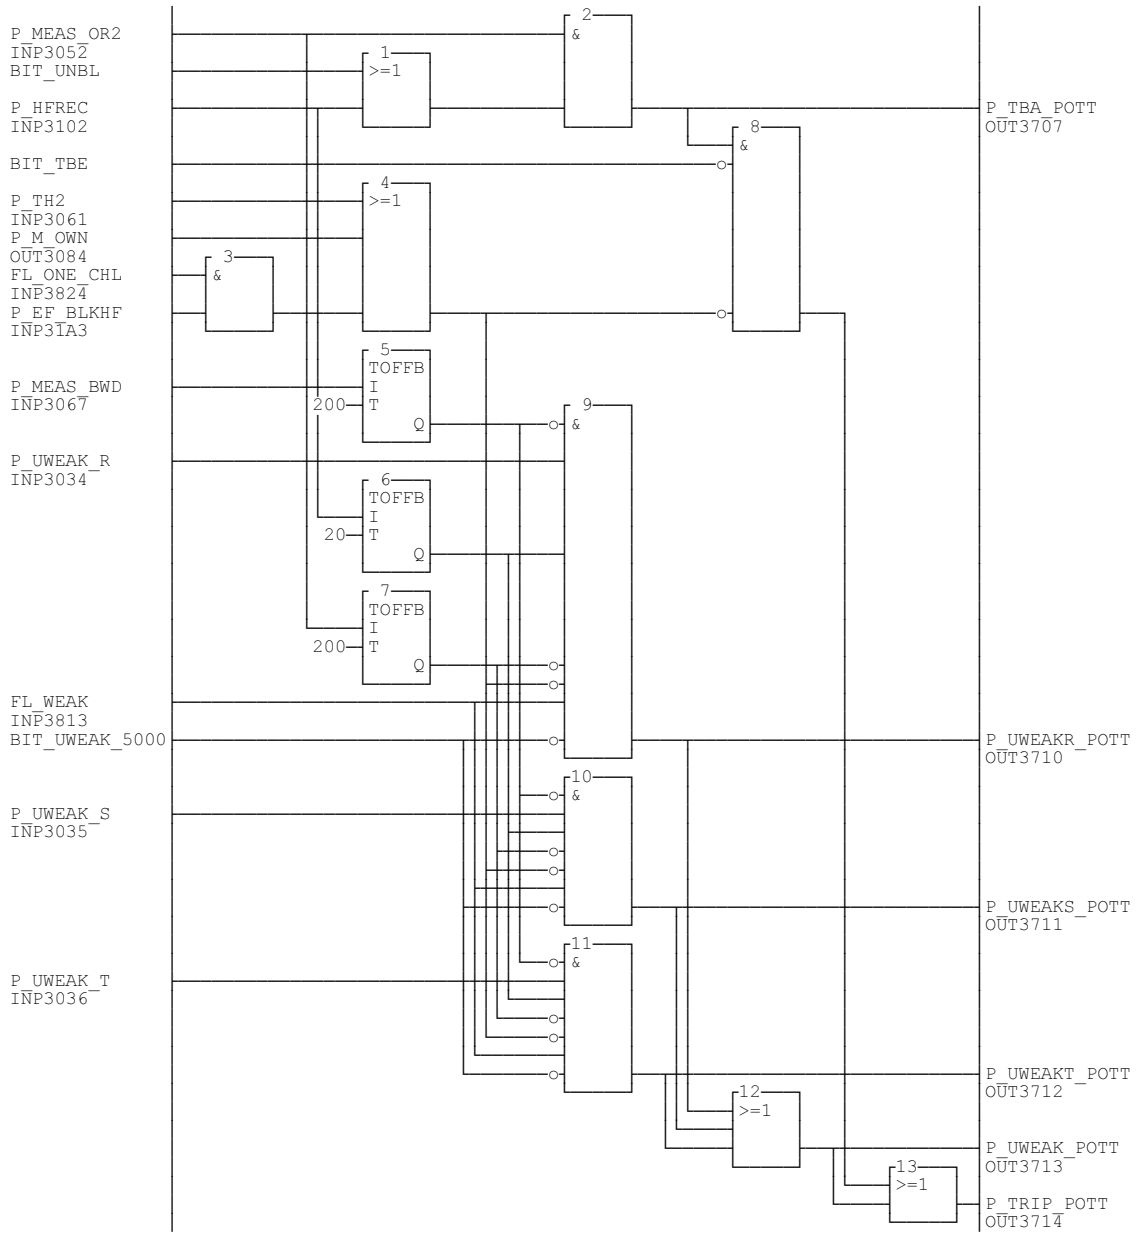 P_MEAS_OR2
INP3052
BIT_UNBL
P_HFREC
INP3102
BIT_TBE
P_TH2
INP3061
P_M_OWN
OUT3084
FL_ONE_CHL
INP3824
P_EF_BLKHF
INP31A3
P_MEAS_BWD
INP3067
P_UWEAK_R
INP3034
FL_WEAK
INP3813
BIT_UWEAK_5000
P_UWEAK_S
INP3035
P_UWEAK_T
INP3036
1
>=1
2
&
3
&
4
>=1
5
TOFFB
I
200 T
Q
6
TOFFB
I
20 T
Q
7
TOFFB
I
200 T
Q
8
&
9
&
10
&
11
&
12
>=1
13
>=1
P_TBA_POTT
OUT3707
P_UWEAKR_POTT
OUT3710
P_UWEAKS_POTT
OUT3711
P_UWEAKT_POTT
OUT3712
P_UWEAK_POTT
OUT3713
P_TRIP_POTT
OUT3714